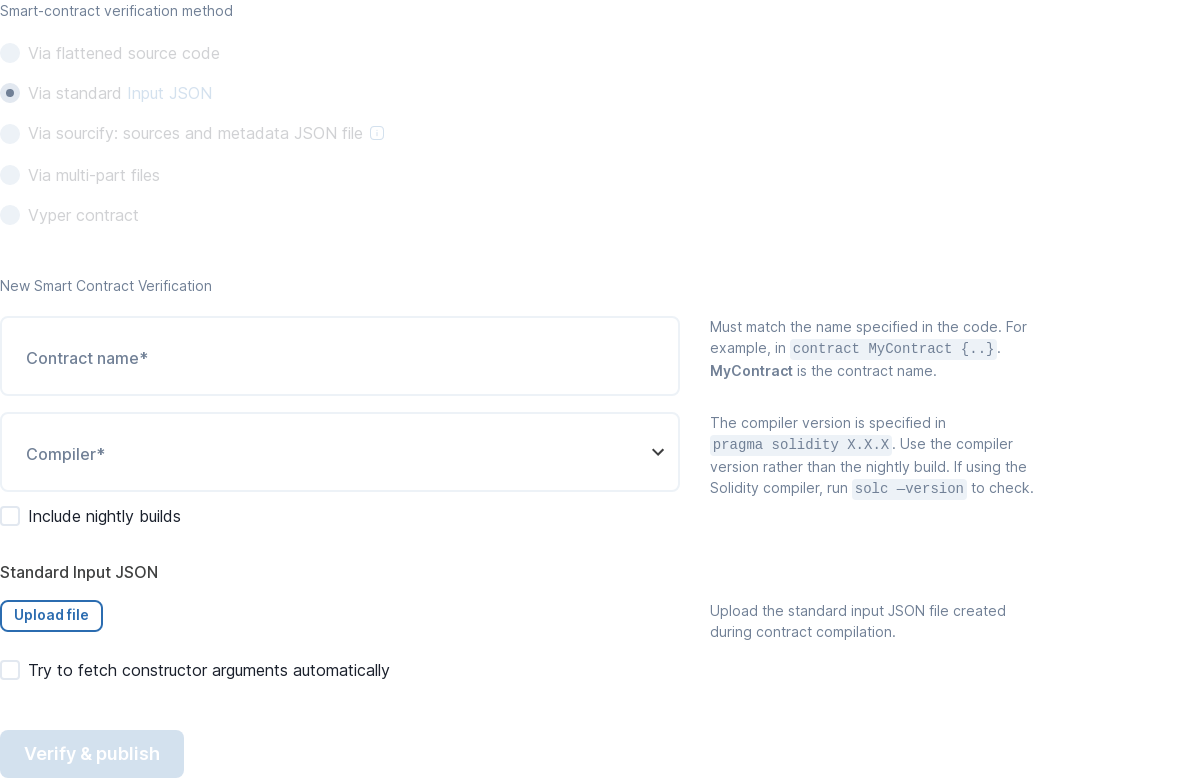 Smart-contract verification method
Via flattened source code
Via standard Input JSON
Via sourcify: sources and metadata JSON file
Via multi-part files
Vyper contract
New Smart Contract Verification
Contract name*
Must match the name specified in the code. For
example, in contract MyContract {..}.
MyContract is the contract name.
Compiler*
The compiler version is specified in
pragma solidity X.X.X. Use the compiler
version rather than the nightly build. If using the
Solidity compiler, run solc —version to check.
Include nightly builds
Standard Input JSON
Upload file
Upload the standard input JSON file created
during contract compilation.
Try to fetch constructor arguments automatically
Verify & publish